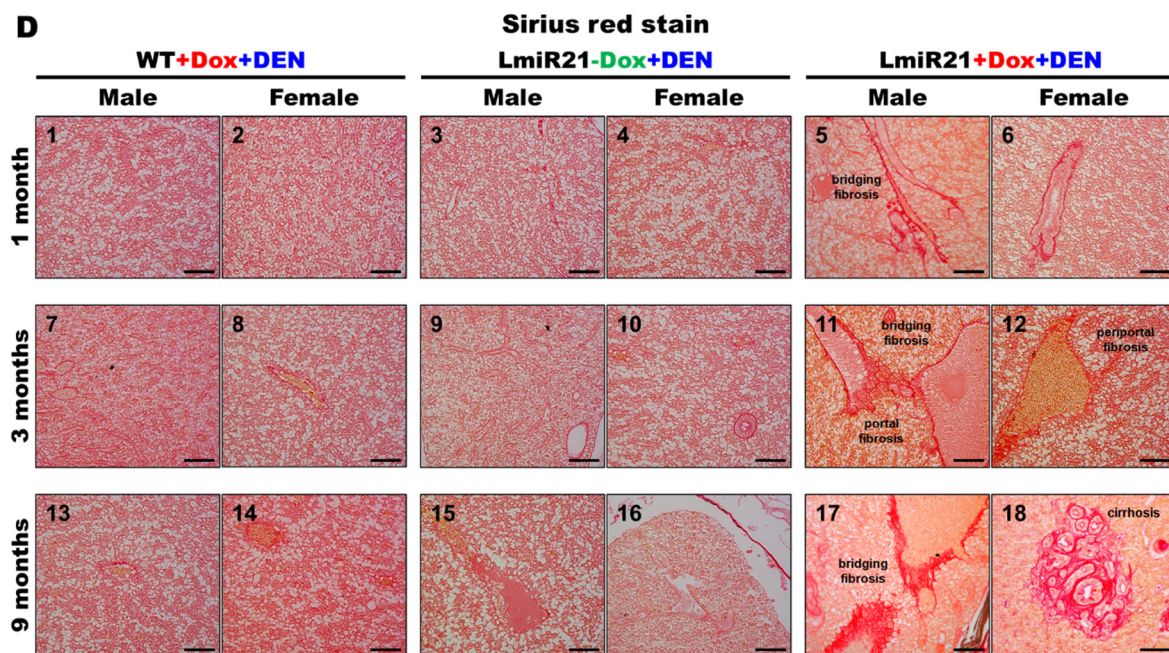 D
Sirius red stain
WT+Dox+DEN
LmiR21-Dox+DEN
LmiR21+Dox+DEN
Male
Female
Male
Female
Male
Female
1 month
1
2
3
4
5
bridging
fibrosis
6
3 months
7
8
9
10
11
bridging
fibrosis
portal
fibrosis
12
periportal
fibrosis
9 months
13
14
15
16
17
bridging
fibrosis
18
cirrhosis